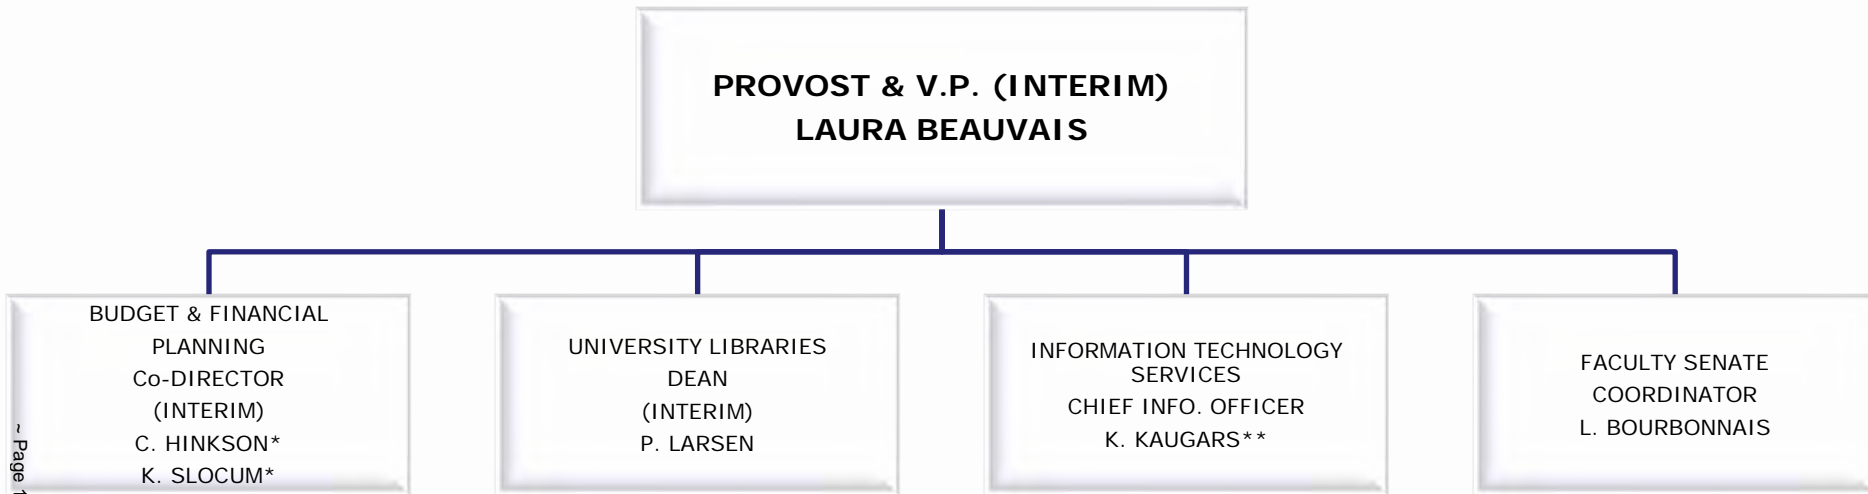 PROVOST & V.P. (INTERIM)
LAURA BEAUVAIS
BUDGET & FINANCIAL
PLANNING
Co-DIRECTOR
(INTERIM)
C. HINKSON*
K. SLOCUM*
UNIVERSITY LIBRARIES
DEAN
(INTERIM)
P. LARSEN
INFORMATION TECHNOLOGY
SERVICES
CHIEF INFO. OFFICER
K. KAUGARS**
FACULTY SENATE
COORDINATOR
L. BOURBONNAIS
~ Page